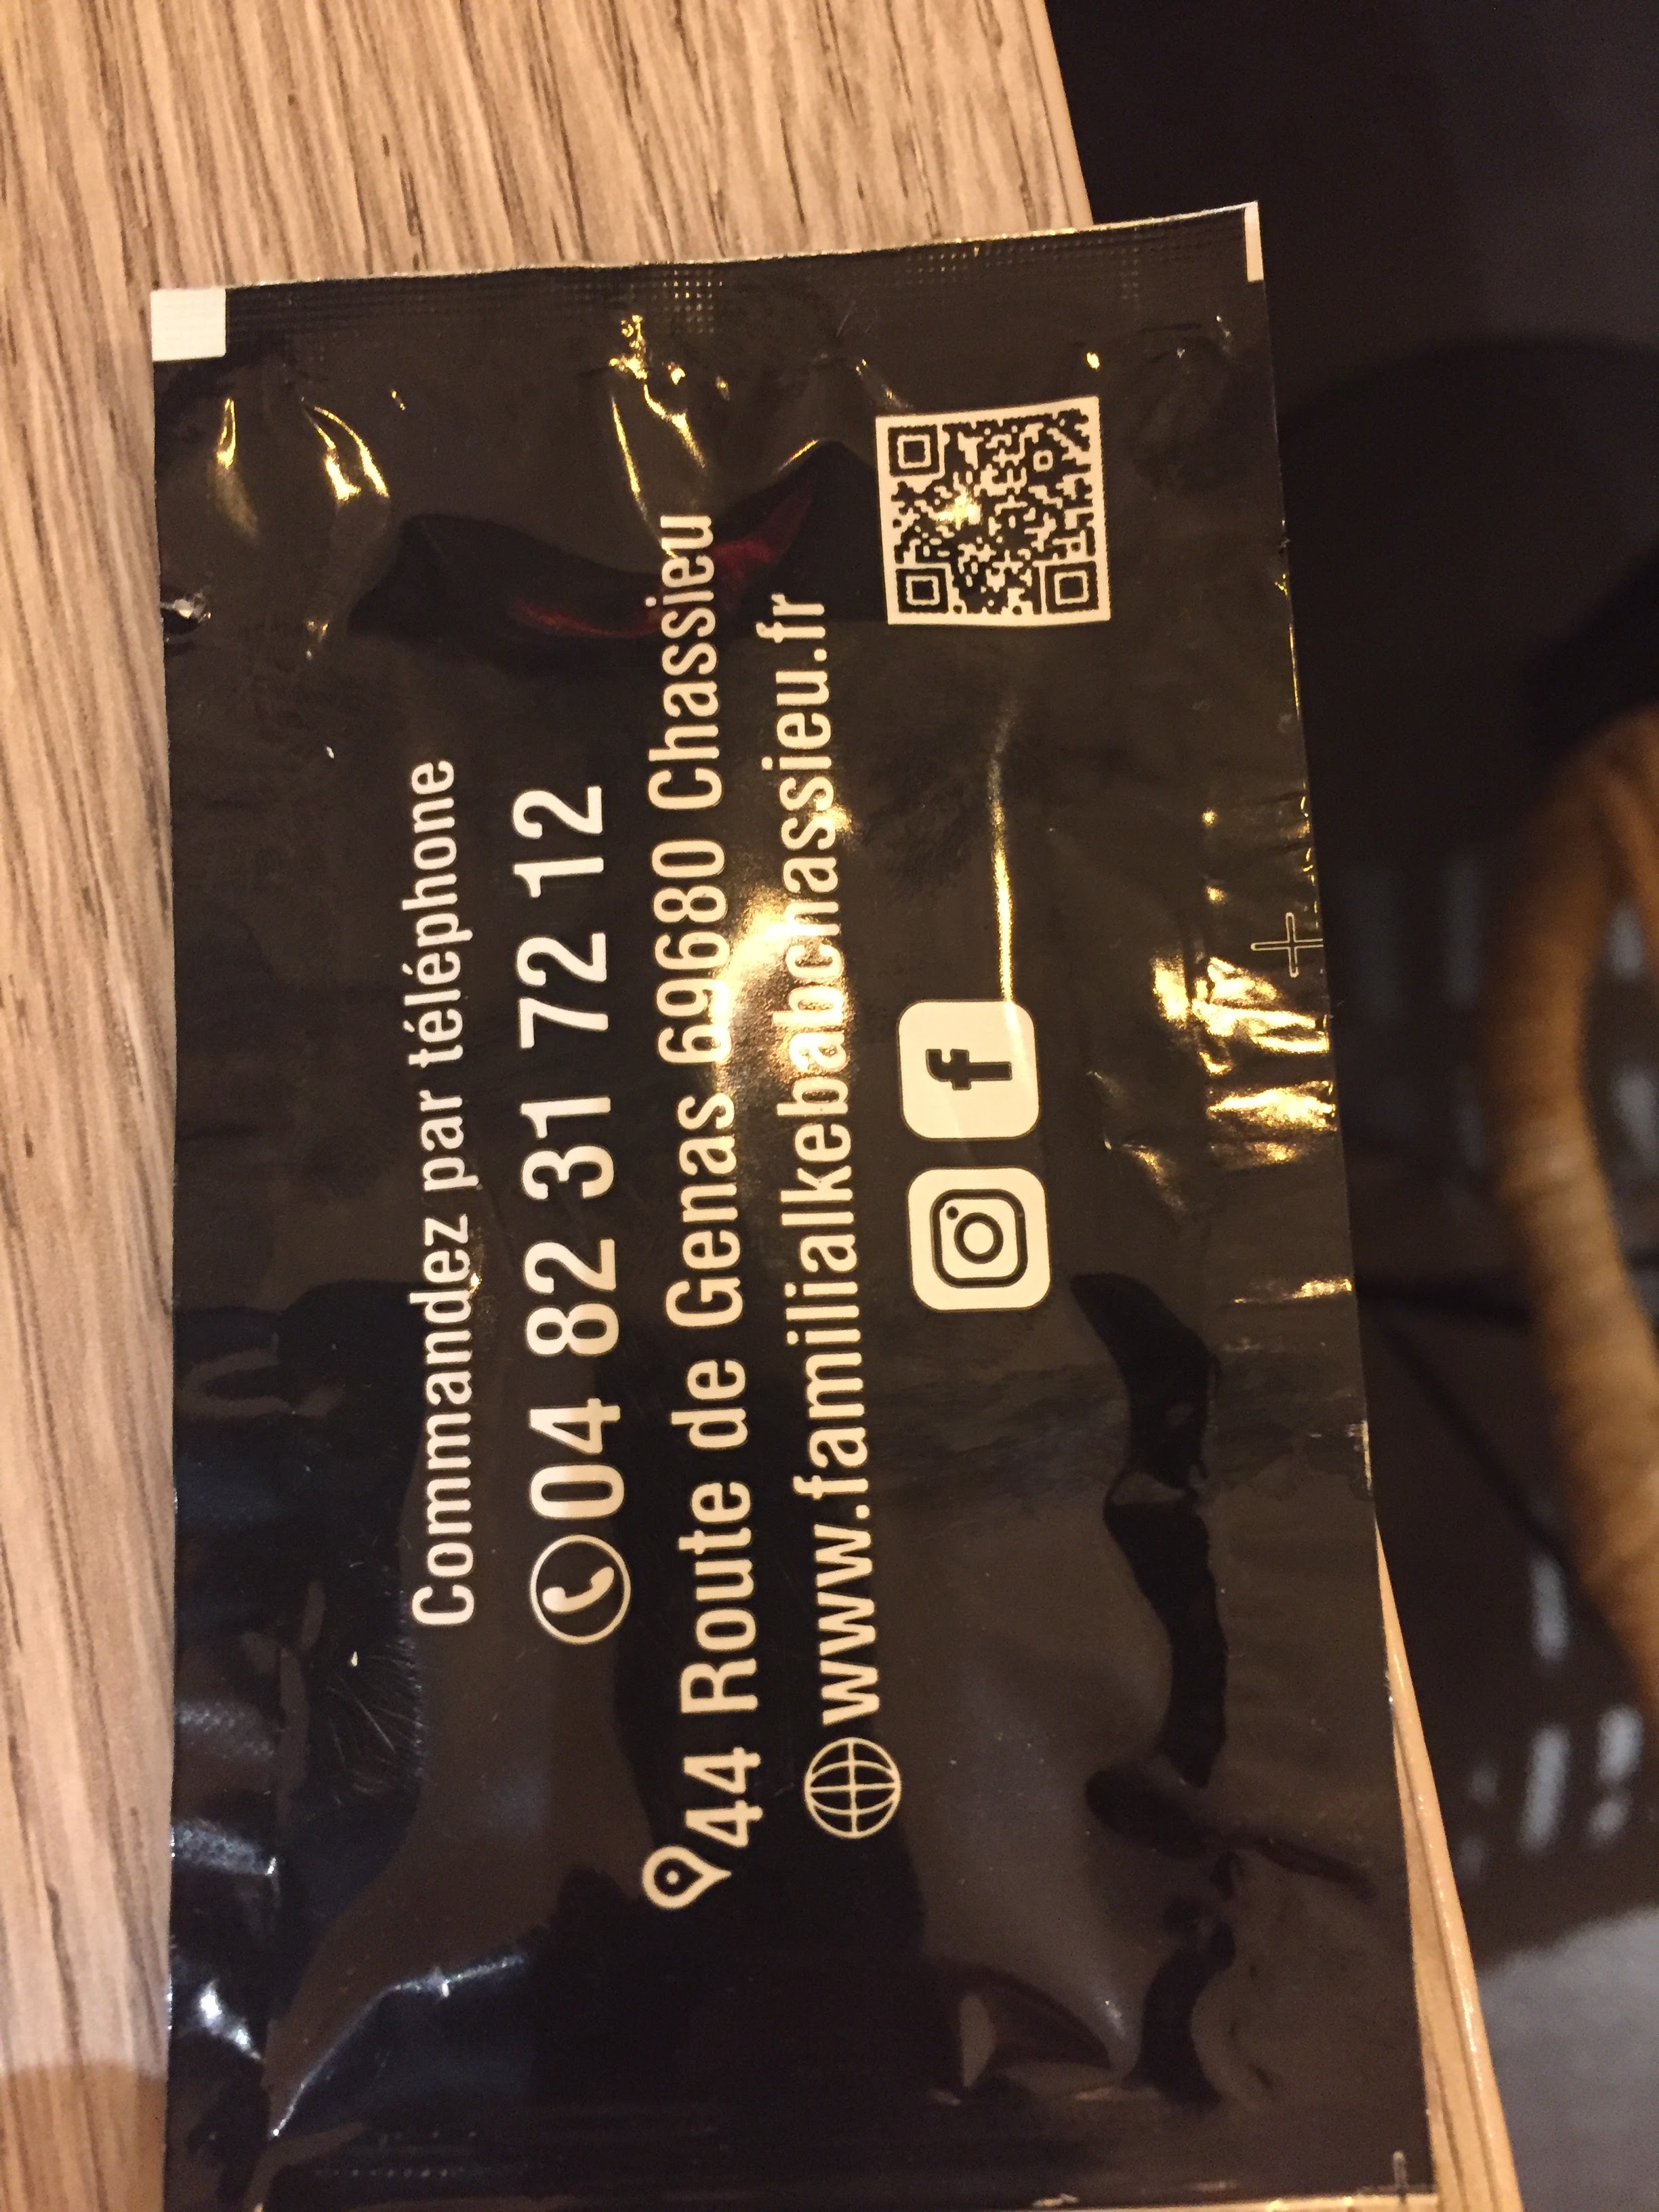 Commandez par téléphone
04 82 31 72 12
44 Route de Genas 69680 Chassieu
www.familialkebabchassieu.fr
f